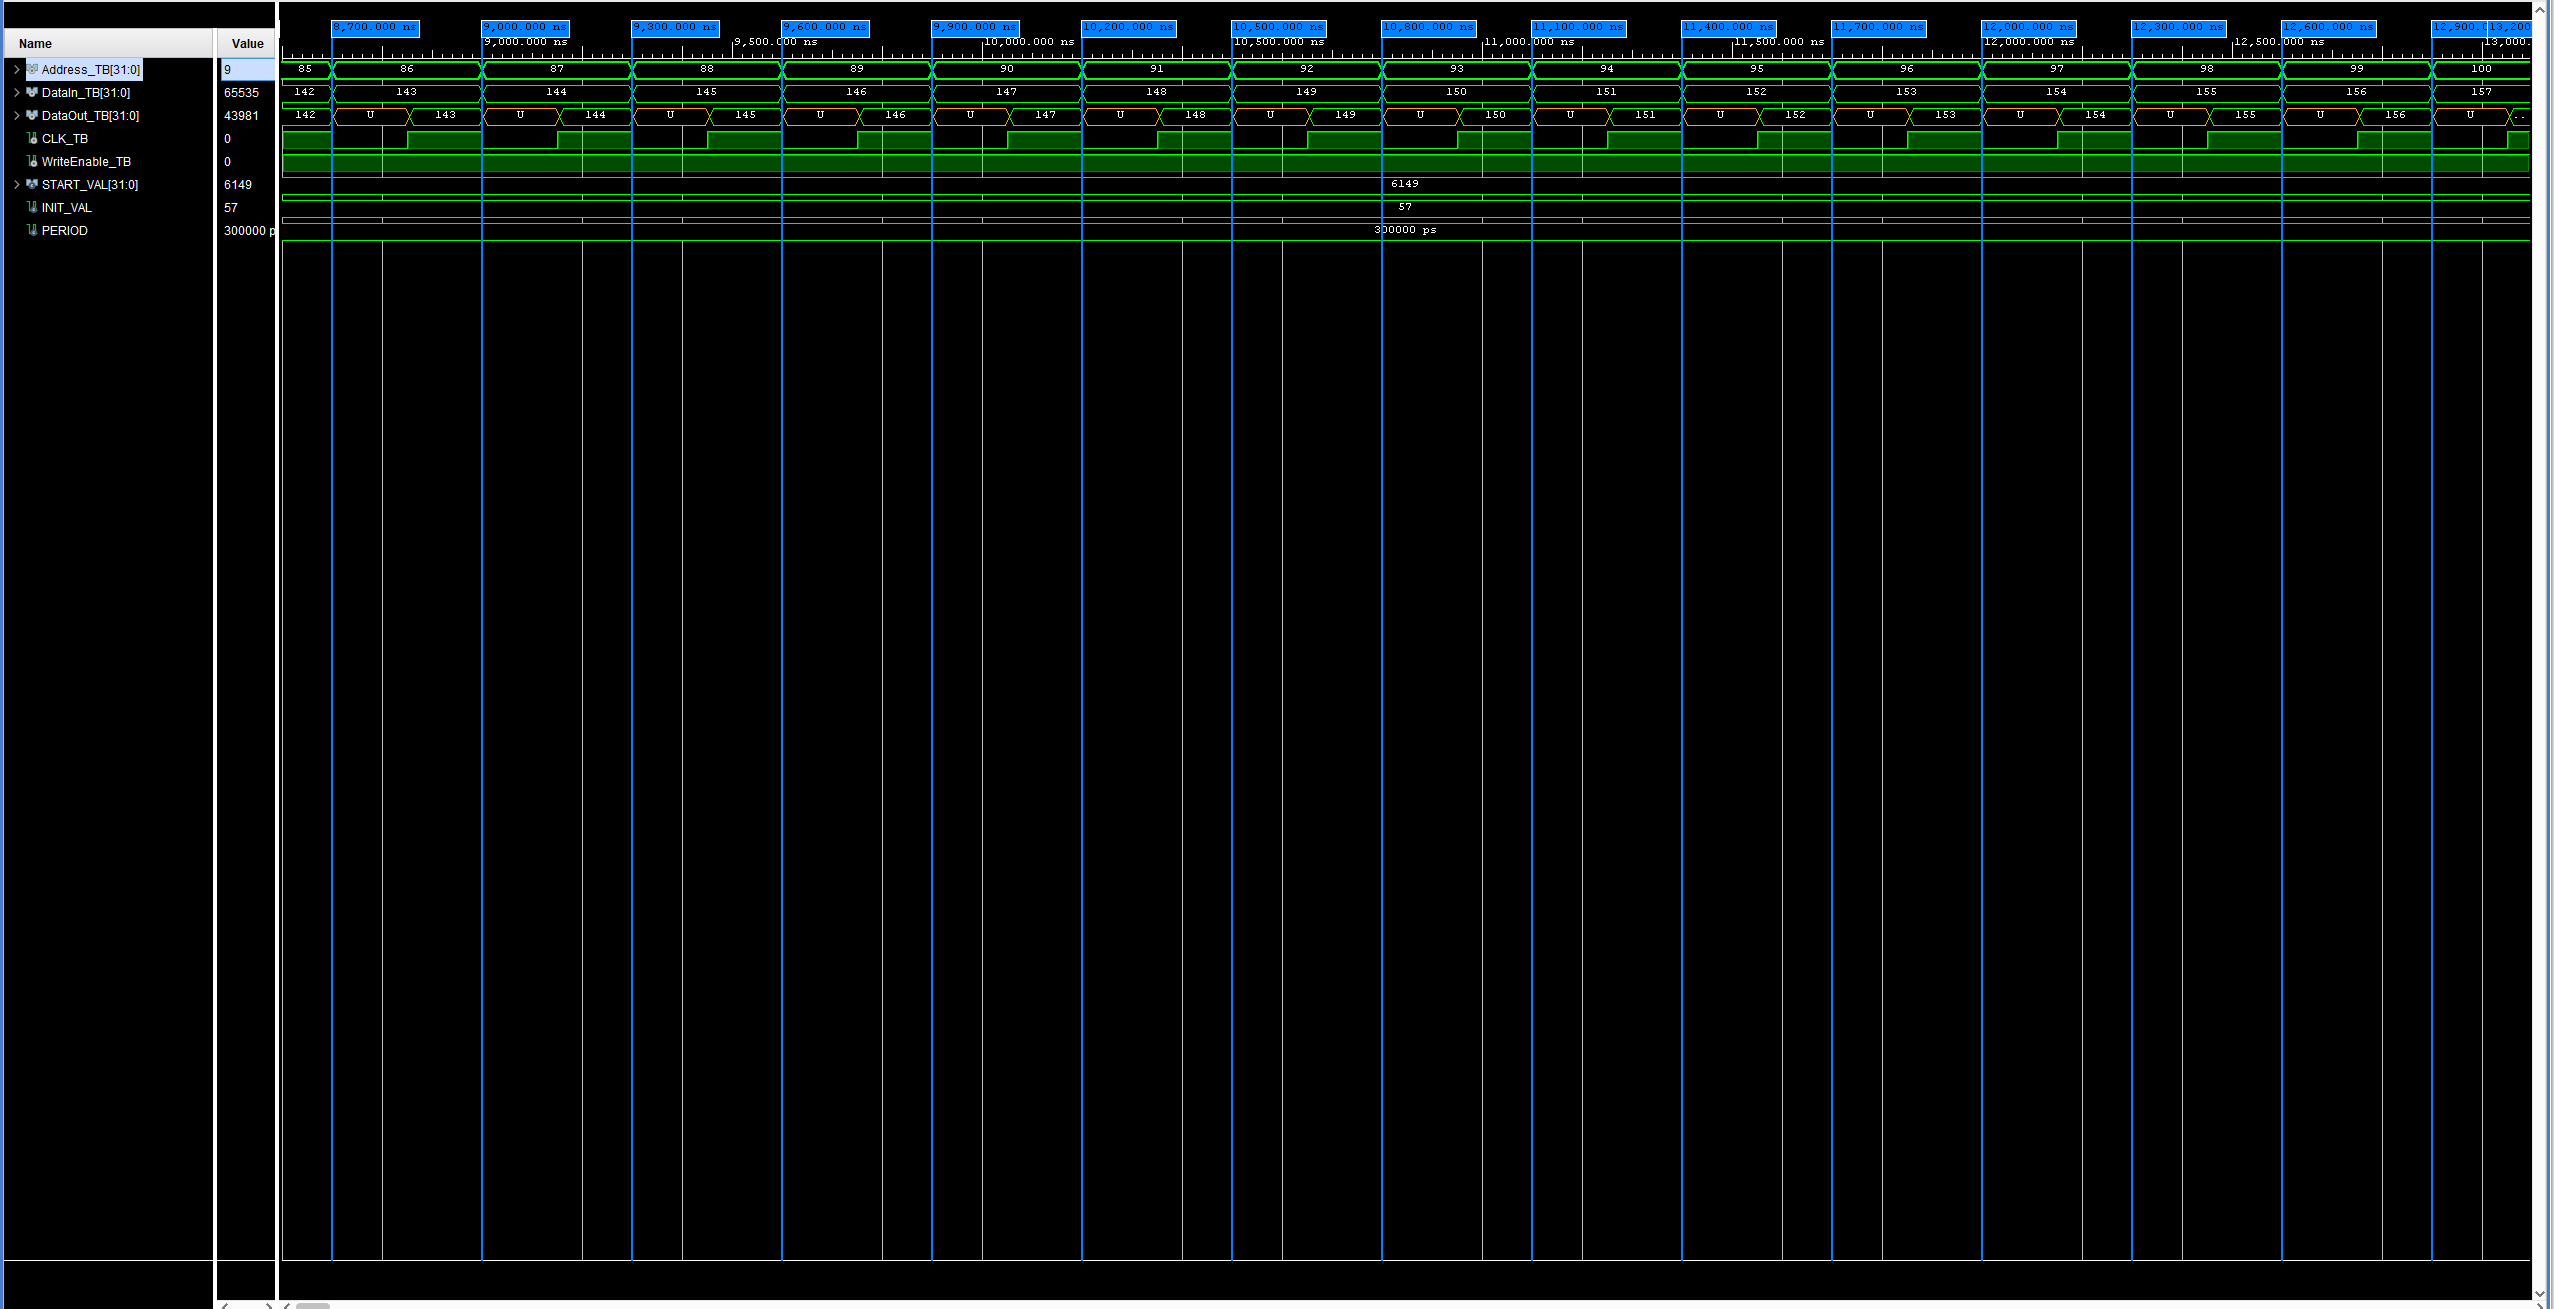 8,700.000 ns 9,000.000 ns 9,300.000 ns 9,600.000 ns 9,900.000 ns 10,200.000 ns 10,500.000 ns 10,800.000 ns 11,100.000 ns 11,400.000 ns 11,700.000 ns 12,000.000 ns 12,300.000 ns 12,600.000 ns 12,900.0 13,200
Name Value 9,000.000 ns 9,500.000 ns 10,000.000 ns 10,500.000 ns 11,000.000 ns 11,500.000 ns 12,000.000 ns 12,500.000 ns 13,000.
Address_TB[31:0] 9 85 86 87 88 89 90 91 92 93 94 95 96 97 98 99 100
DataIn_TB[31:0] 65535 142 143 144 145 146 147 148 149 150 151 152 153 154 155 156 157
DataOut_TB[31:0] 43981 142 U 143 U 144 U 145 U 146 U 147 U 148 U 149 U 150 U 151 U 152 U 153 U 154 U 155 U 156 U ..
CLK_TB 0
WriteEnable_TB 0
START_VAL[31:0] 6149 6149
INIT_VAL 57 57
PERIOD 300000 p 300000 ps